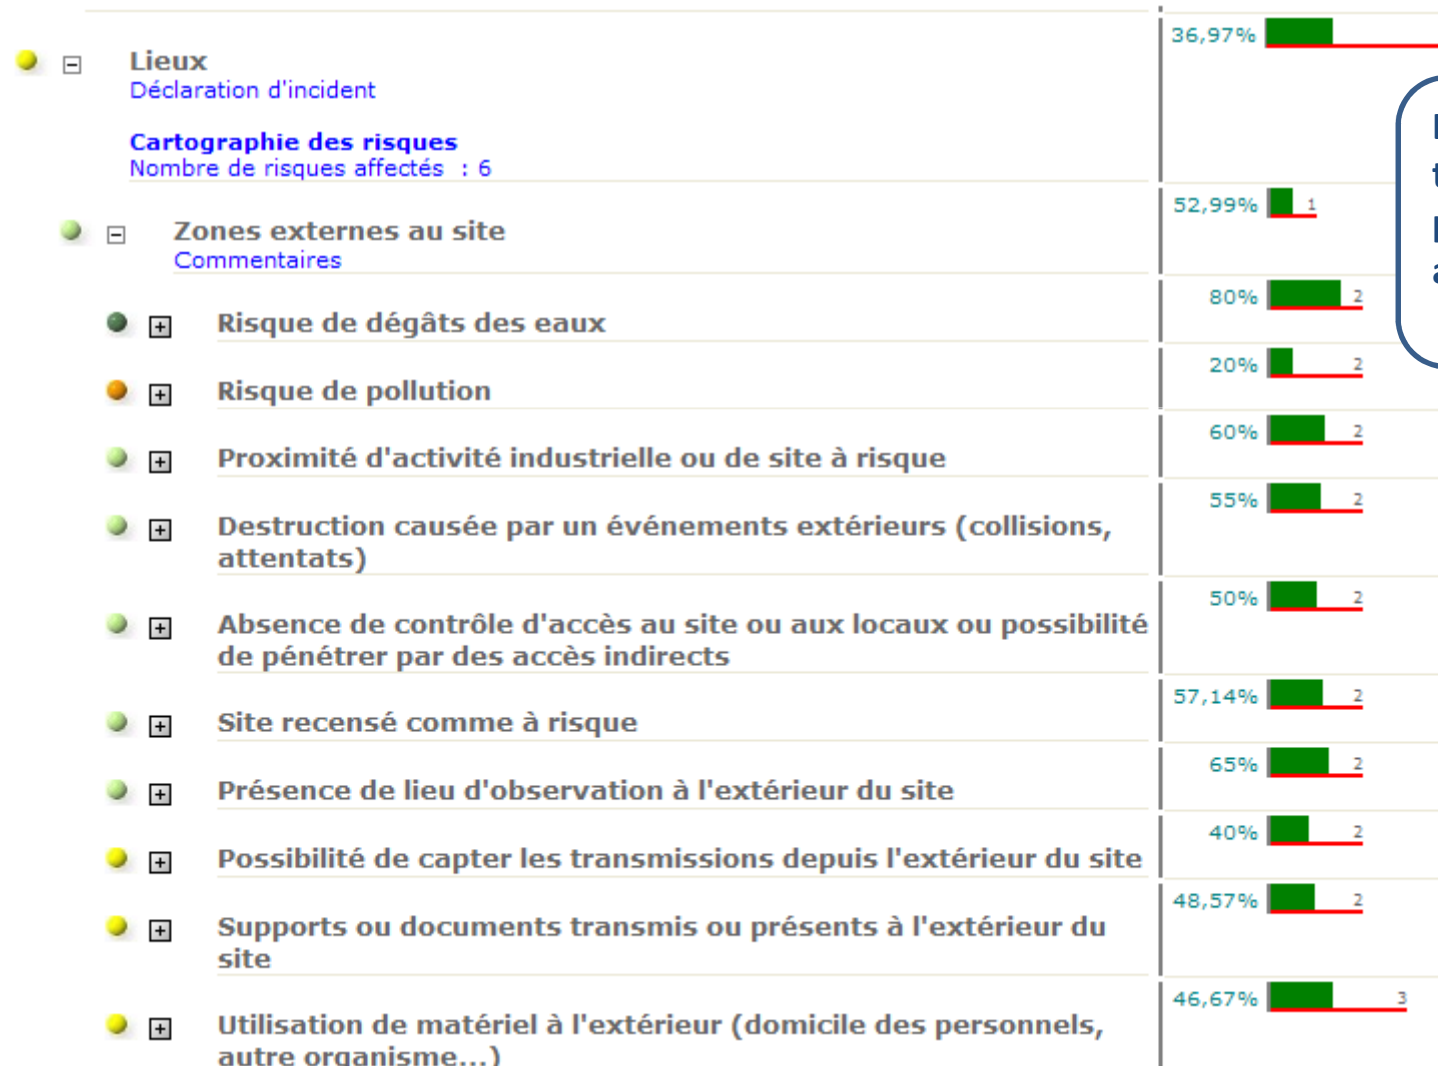 36,97%
Lieux
Déclaration d'incident
Cartographie des risques
Nombre de risques affectés : 6
52,99% 1
Zones externes au site
Commentaires
80% 2
Risque de dégâts des eaux
20% 2
Risque de pollution
60% 2
Proximité d'activité industrielle ou de site à risque
55% 2
Destruction causée par un événements extérieurs (collisions,
attentats)
50% 2
Absence de contrôle d'accès au site ou aux locaux ou possibilité
de pénétrer par des accès indirects
57,14% 2
Site recensé comme à risque
65% 2
Présence de lieu d'observation à l'extérieur du site
40% 2
Possibilité de capter les transmissions depuis l'extérieur du site
48,57% 2
Supports ou documents transmis ou présents à l'extérieur du
site
46,67% 3
Utilisation de matériel à l'extérieur (domicile des personnels,
autre organisme...)